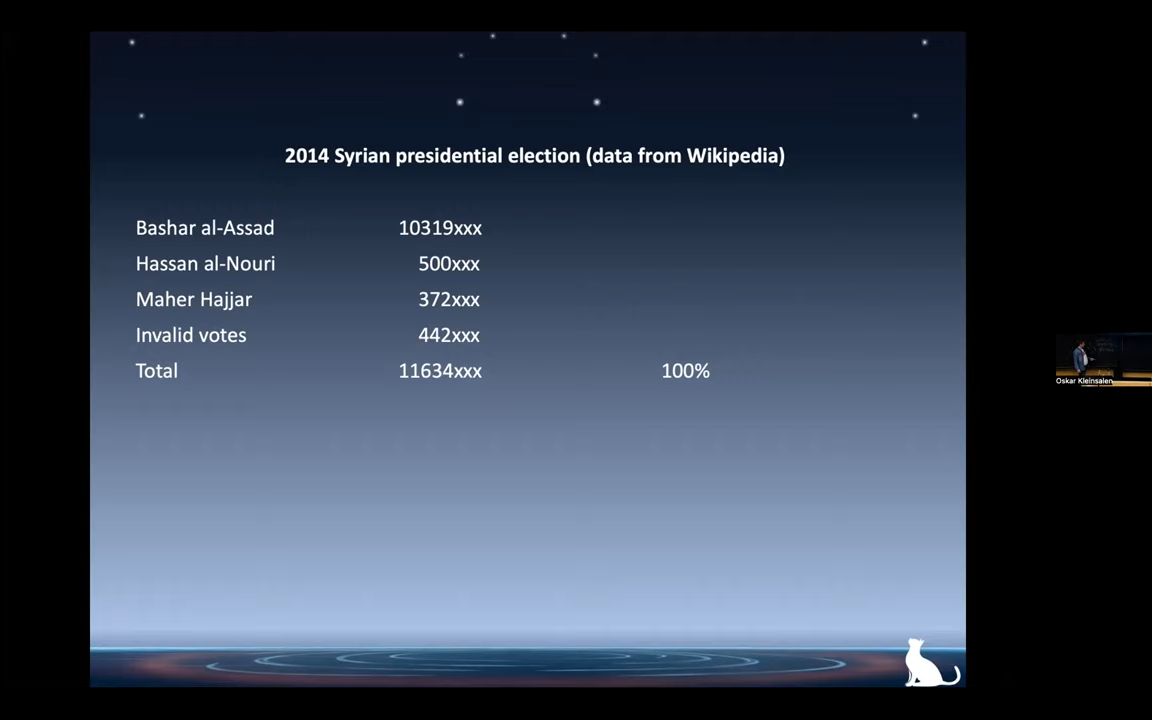 2014 Syrian presidential election (data from Wikipedia)
Bashar al-Assad 10319xxx
Hassan al-Nouri 500xxx
Maher Hajjar 372xxx
Invalid votes 442xxx
Total 11634xxx 100%
Oskar Kleinsalen